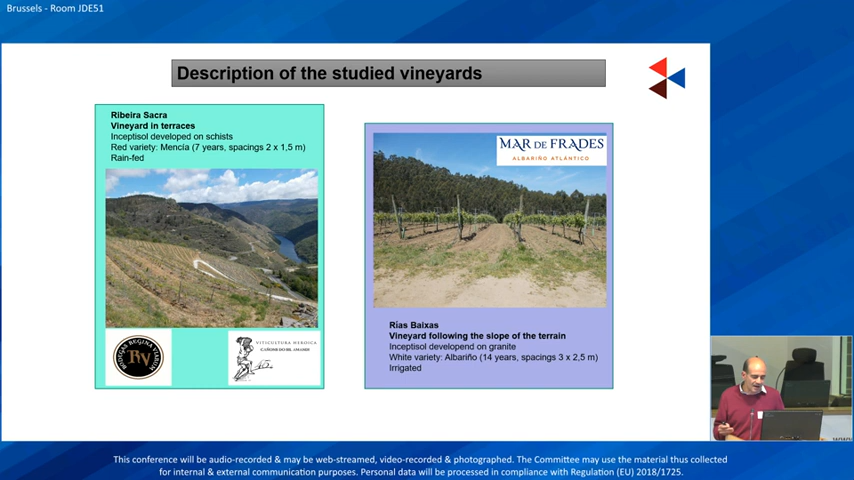 Brussels - Room JDE51
Description of the studied vineyards
Ribeira Sacra
Vineyard in terraces
Inceptisol developed on schists
Red variety: Mencía (7 years, spacings 2 x 1,5 m)
Rain-fed
BODEGAS REGINA VIARUM
RV
VITICULTURA HEROICA
MAR DE FRADES
ALBARIÑO ATLÁNTICO
Rías Baixas
Vineyard following the slope of the terrain
Inceptisol developend on granite
White variety: Albariño (14 years, spacings 3 x 2,5 m)
Irrigated
This conference will be audio-recorded & may be web-streamed, video-recorded & photographed. The Committee may use the material thus collected
for internal & external communication purposes. Personal data will be processed in compliance with Regulation (EU) 2018/1725.